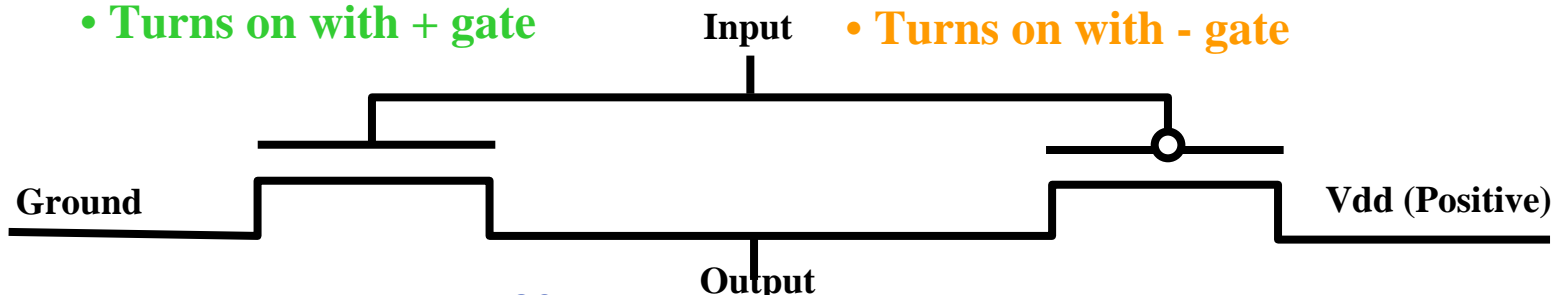 • Turns on with + gate
Input
• Turns on with - gate
Ground
Vdd (Positive)
Output